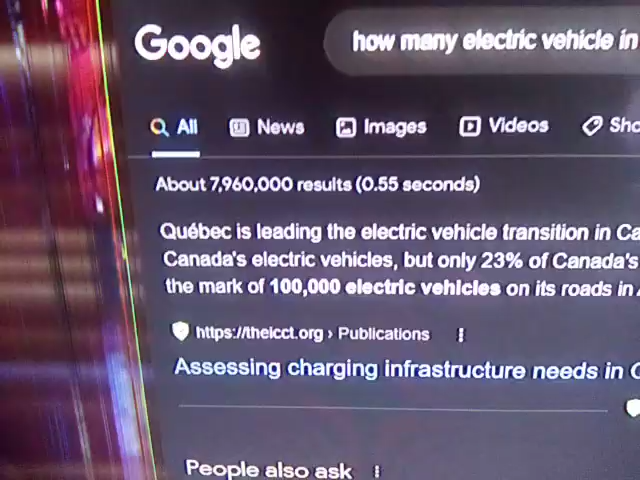 Google
how many electric vehicle in
All News Images Videos
About 7,960,000 results (0.55 seconds)
Québec is leading the electric vehicle transition in
Canada's electric vehicles, but only 23% of Canada's
the mark of 100,000 electric vehicles on its roads in
https://theicct.org › Publications
Assessing charging infrastructure needs in
People also ask